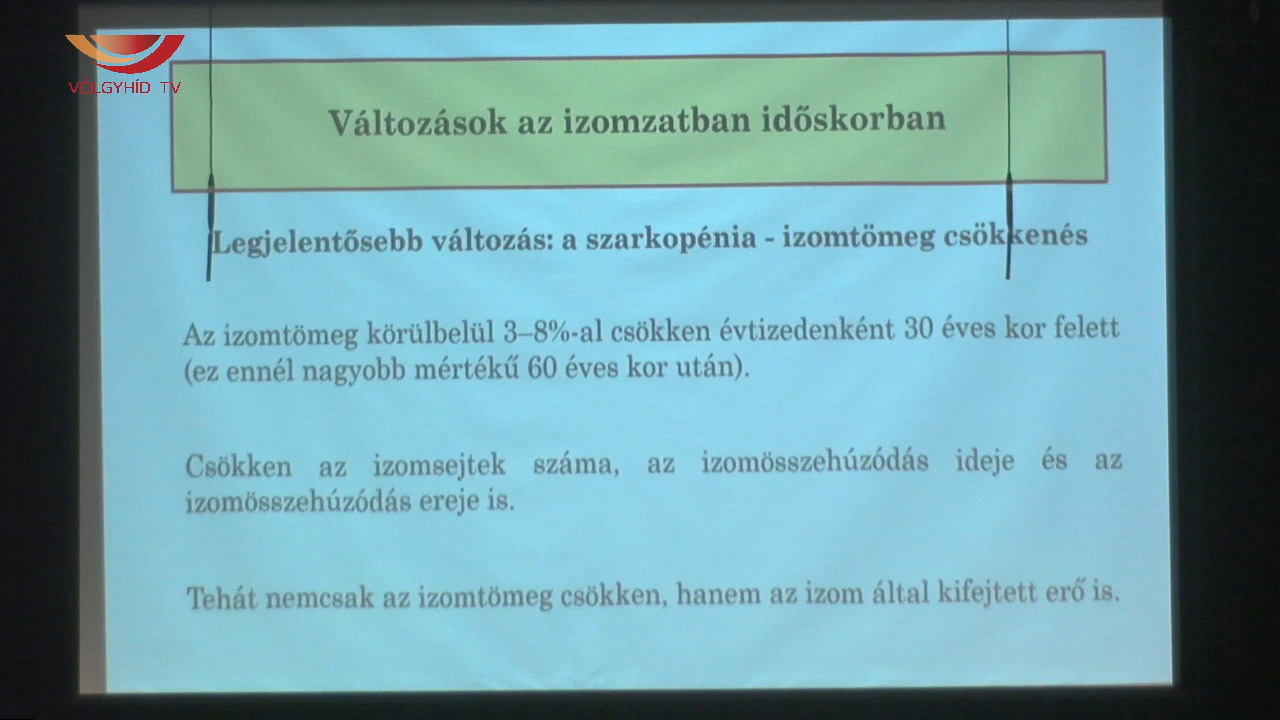 VÖLGYHÍD TV
Változások az izomzatban időskorban
Legjelentősebb változás: a szarkopénia - izomtömeg csökkenés
Az izomtömeg körülbelül 3–8%-al csökken évtizedenként 30 éves kor felett
(ez ennél nagyobb mértékű 60 éves kor után).
Csökken az izomsejtek száma, az izomösszehúzódás ideje és az
izomösszehúzódás ereje is.
Tehát nemcsak az izomtömeg csökken, hanem az izom által kifejtett erő is.